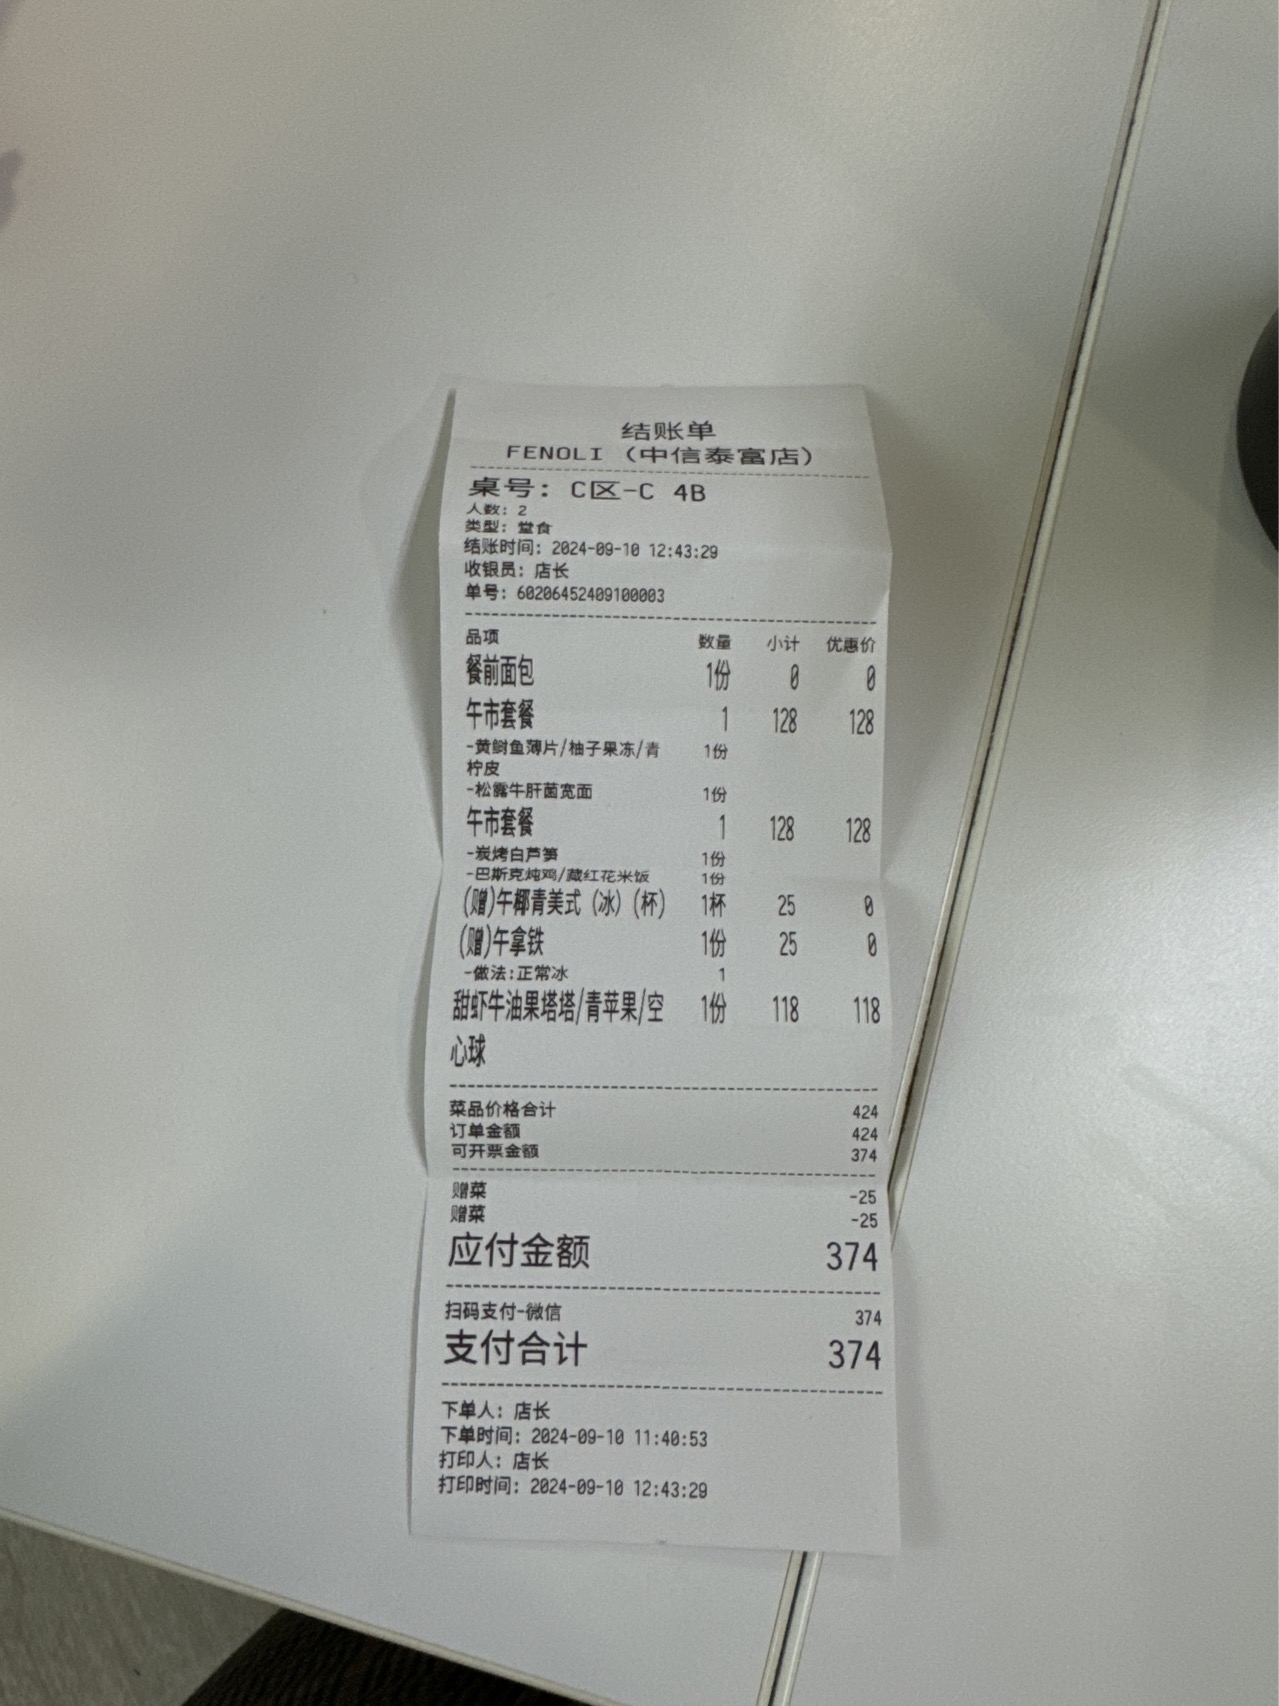 结账单
FENOLI (中信泰富店)
桌号: C区-C 4B
人数: 2
类型: 堂食
结账时间: 2024-09-10 12:43:29
收银员: 店长
单号: 60206452409100003
品项 数量 小计 优惠价
餐前面包 1份 0 0
午市套餐 1 128 128
-黄鲥鱼薄片/柚子果冻/青 1份
柠皮
-松露牛肝菌宽面 1份
午市套餐 1 128 128
-炭烤白芦笋 1份
-巴斯克炖鸡/藏红花米饭 1份
(赠)午椰青美式 (冰) (杯) 1杯 25 0
(赠)午拿铁 1份 25 0
-做法:正常冰 1
甜虾牛油果塔塔/青苹果/空 1份 118 118
心球
菜品价格合计 424
订单金额 424
可开票金额 374
赠菜 -25
赠菜 -25
应付金额 374
扫码支付-微信 374
支付合计 374
下单人: 店长
下单时间: 2024-09-10 11:40:53
打印人: 店长
打印时间: 2024-09-10 12:43:29